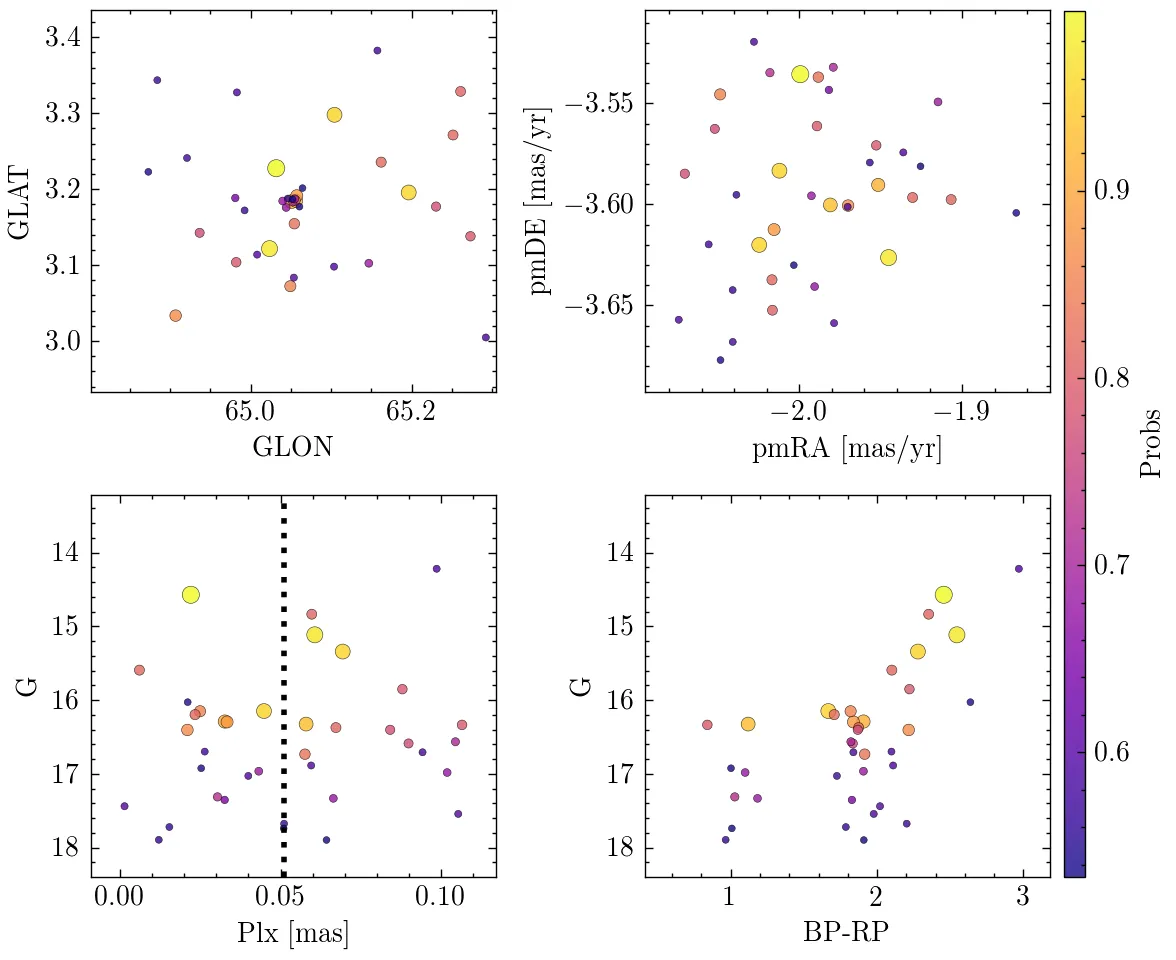 3.4
3.3
3.2
3.1
3.0
GLAT
65.0 65.2
GLON
−3.55
−3.60
−3.65
pmDE [mas/yr]
−2.0 −1.9
pmRA [mas/yr]
14
15
16
17
18
G
0.00 0.05 0.10
Plx [mas]
14
15
16
17
18
G
1 2 3
BP-RP
0.9
0.8
0.7
0.6
Probs